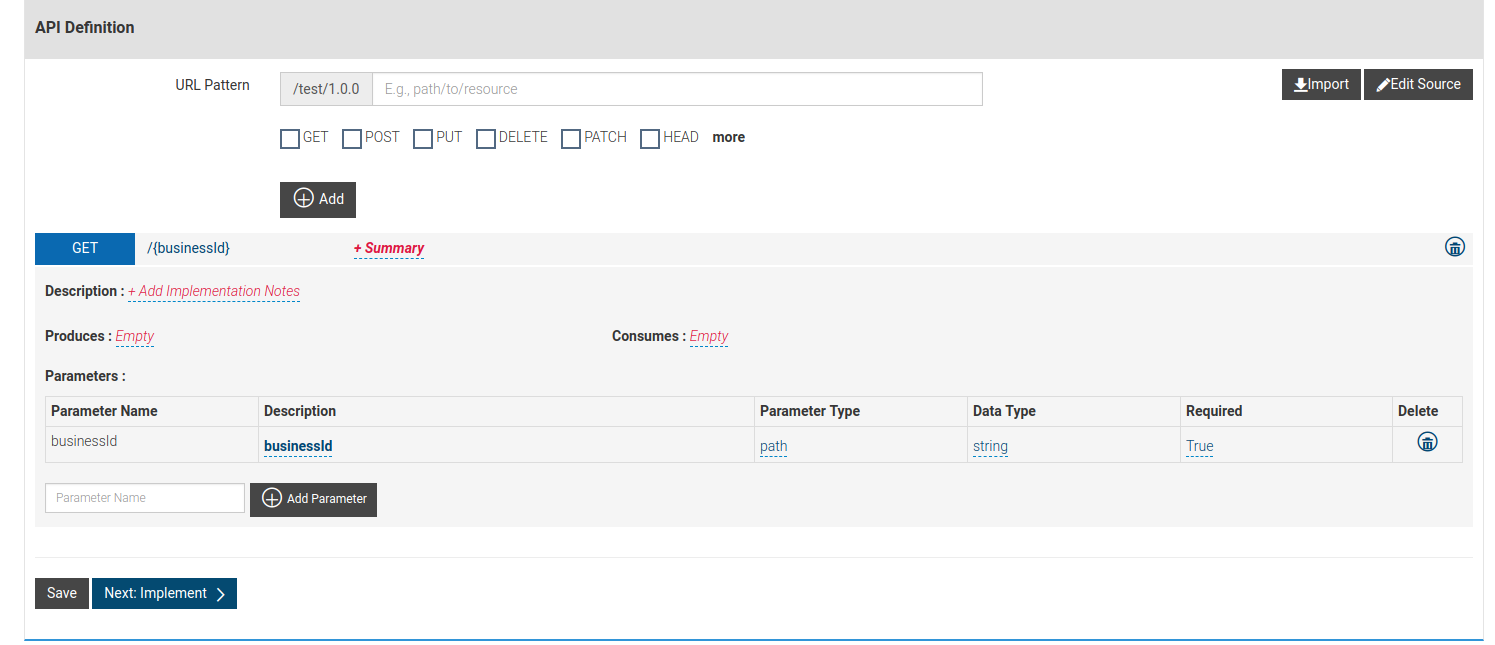 API Definition
URL Pattern /test/1.0.0 E.g., path/to/resource Import Edit Source
GET POST PUT DELETE PATCH HEAD more
Add
GET /{businessId} + Summary
Description : + Add Implementation Notes
Produces : Empty Consumes : Empty
Parameters :
Parameter Name Description Parameter Type Data Type Required Delete
businessId businessId path string True
Parameter Name Add Parameter
Save Next: Implement